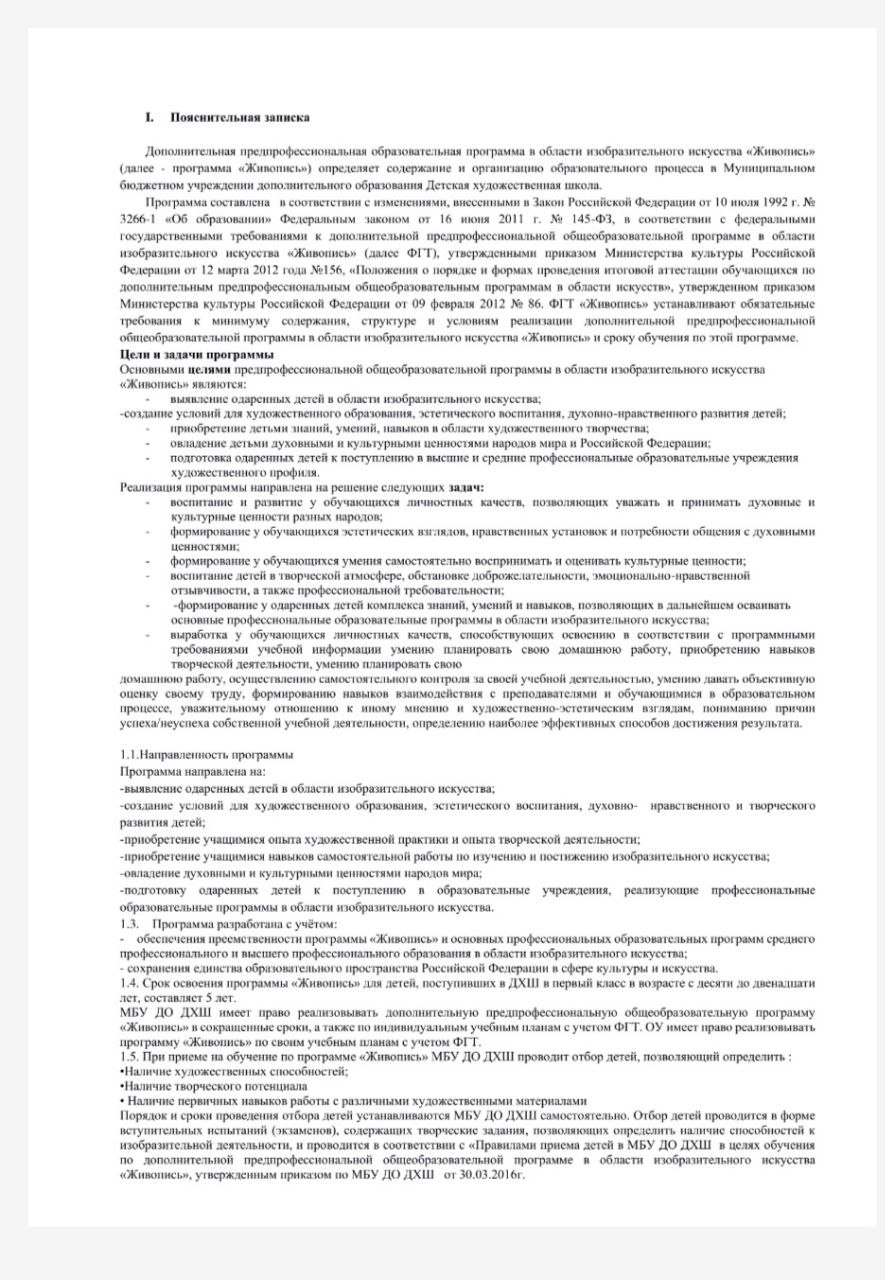 I. Пояснительная записка
Дополнительная предпрофессиональная образовательная программа в области изобразительного искусства «Живопись»
(далее - программа «Живопись») определяет содержание и организацию образовательного процесса в Муниципальном
бюджетном учреждении дополнительного образования Детская художественная школа.
Программа составлена в соответствии с изменениями, внесенными в Закон Российской Федерации от 10 июля 1992 г. №
3266-1 «Об образовании» Федеральным законом от 16 июня 2011 г. № 145-ФЗ, в соответствии с федеральными
государственными требованиями к дополнительной предпрофессиональной общеобразовательной программе в области
изобразительного искусства «Живопись» (далее ФГТ), утвержденными приказом Министерства культуры Российской
Федерации от 12 марта 2012 года №156, «Положения о порядке и формах проведения итоговой аттестации обучающихся по
дополнительным предпрофессиональным общеобразовательным программам в области искусств», утвержденном приказом
Министерства культуры Российской Федерации от 09 февраля 2012 № 86. ФГТ «Живопись» устанавливают обязательные
требования к минимуму содержания, структуре и условиям реализации дополнительной предпрофессиональной
общеобразовательной программы в области изобразительного искусства «Живопись» и сроку обучения по этой программе.
Цели и задачи программы
Основными целями предпрофессиональной общеобразовательной программы в области изобразительного искусства
«Живопись» являются:
- выявление одаренных детей в области изобразительного искусства;
-создание условий для художественного образования, эстетического воспитания, духовно-нравственного развития детей;
- приобретение детьми знаний, умений, навыков в области художественного творчества;
- овладение детьми духовными и культурными ценностями народов мира и Российской Федерации;
- подготовка одаренных детей к поступлению в высшие и средние профессиональные образовательные учреждения
художественного профиля.
Реализация программы направлена на решение следующих задач:
- воспитание и развитие у обучающихся личностных качеств, позволяющих уважать и принимать духовные и
культурные ценности разных народов;
- формирование у обучающихся эстетических взглядов, нравственных установок и потребности общения с духовными
ценностями;
- формирование у обучающихся умения самостоятельно воспринимать и оценивать культурные ценности;
- воспитание детей в творческой атмосфере, обстановке доброжелательности, эмоционально-нравственной
отзывчивости, а также профессиональной требовательности;
- -формирование у одаренных детей комплекса знаний, умений и навыков, позволяющих в дальнейшем осваивать
основные профессиональные образовательные программы в области изобразительного искусства;
- выработка у обучающихся личностных качеств, способствующих освоению в соответствии с программными
требованиями учебной информации умению планировать свою домашнюю работу, приобретению навыков
творческой деятельности, умению планировать свою
домашнюю работу, осуществлению самостоятельного контроля за своей учебной деятельностью, умению давать объективную
оценку своему труду, формированию навыков взаимодействия с преподавателями и обучающимися в образовательном
процессе, уважительному отношению к иному мнению и художественно-эстетическим взглядам, пониманию причин
успеха/неуспеха собственной учебной деятельности, определению наиболее эффективных способов достижения результата.
1.1.Направленность программы
Программа направлена на:
-выявление одаренных детей в области изобразительного искусства;
-создание условий для художественного образования, эстетического воспитания, духовно- нравственного и творческого
развития детей;
-приобретение учащимися опыта художественной практики и опыта творческой деятельности;
-приобретение учащимися навыков самостоятельной работы по изучению и постижению изобразительного искусства;
-овладение духовными и культурными ценностями народов мира;
-подготовку одаренных детей к поступлению в образовательные учреждения, реализующие профессиональные
образовательные программы в области изобразительного искусства.
1.3. Программа разработана с учётом:
- обеспечения преемственности программы «Живопись» и основных профессиональных образовательных программ среднего
профессионального и высшего профессионального образования в области изобразительного искусства;
- сохранения единства образовательного пространства Российской Федерации в сфере культуры и искусства.
1.4. Срок освоения программы «Живопись» для детей, поступивших в ДХШ в первый класс в возрасте с десяти до двенадцати
лет, составляет 5 лет.
МБУ ДО ДХШ имеет право реализовывать дополнительную предпрофессиональную общеобразовательную программу
«Живопись» в сокращенные сроки, а также по индивидуальным учебным планам с учетом ФГТ. ОУ имеет право реализовывать
программу «Живопись» по своим учебным планам с учетом ФГТ.
1.5. При приеме на обучение по программе «Живопись» МБУ ДО ДХШ проводит отбор детей, позволяющий определить :
•Наличие художественных способностей;
•Наличие творческого потенциала
• Наличие первичных навыков работы с различными художественными материалами
Порядок и сроки проведения отбора детей устанавливаются МБУ ДО ДХШ самостоятельно. Отбор детей проводится в форме
вступительных испытаний (экзаменов), содержащих творческие задания, позволяющих определить наличие способностей к
изобразительной деятельности, и проводится в соответствии с «Правилами приема детей в МБУ ДО ДХШ в целях обучения
по дополнительной предпрофессиональной общеобразовательной программе в области изобразительного искусства
«Живопись», утвержденным приказом по МБУ ДО ДХШ от 30.03.2016г.